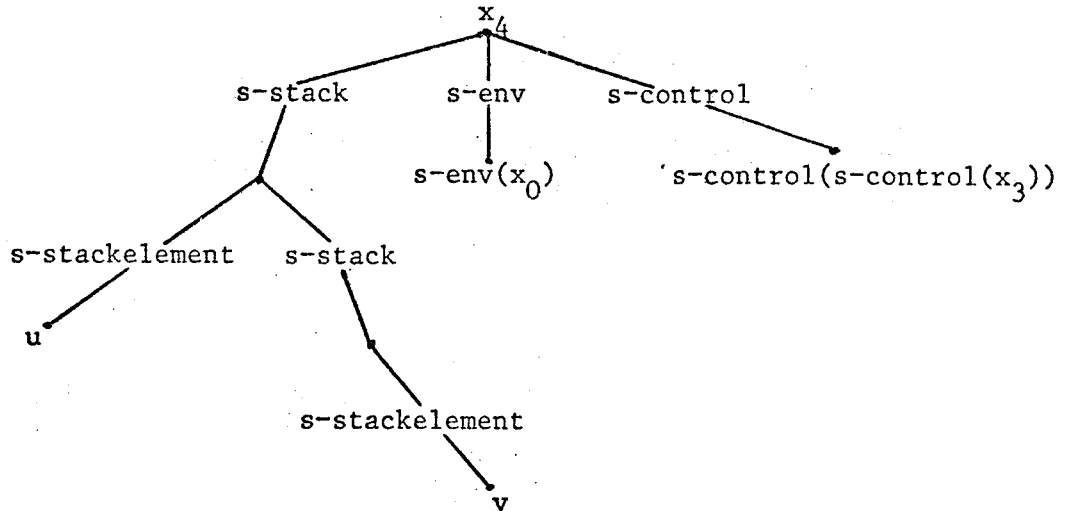 x₄
s-stack s-env s-control
s-env(x₀) s-control(s-control(x₃))
s-stackelement s-stack
u
s-stackelement
v